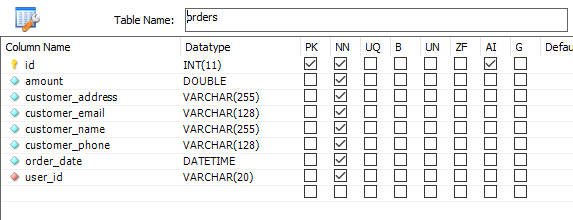 Table Name: orders
Column Name Datatype PK NN UQ B UN ZF AI G Defau
id INT(11)
amount DOUBLE
customer_address VARCHAR(255)
customer_email VARCHAR(128)
customer_name VARCHAR(255)
customer_phone VARCHAR(128)
order_date DATETIME
user_id VARCHAR(20)